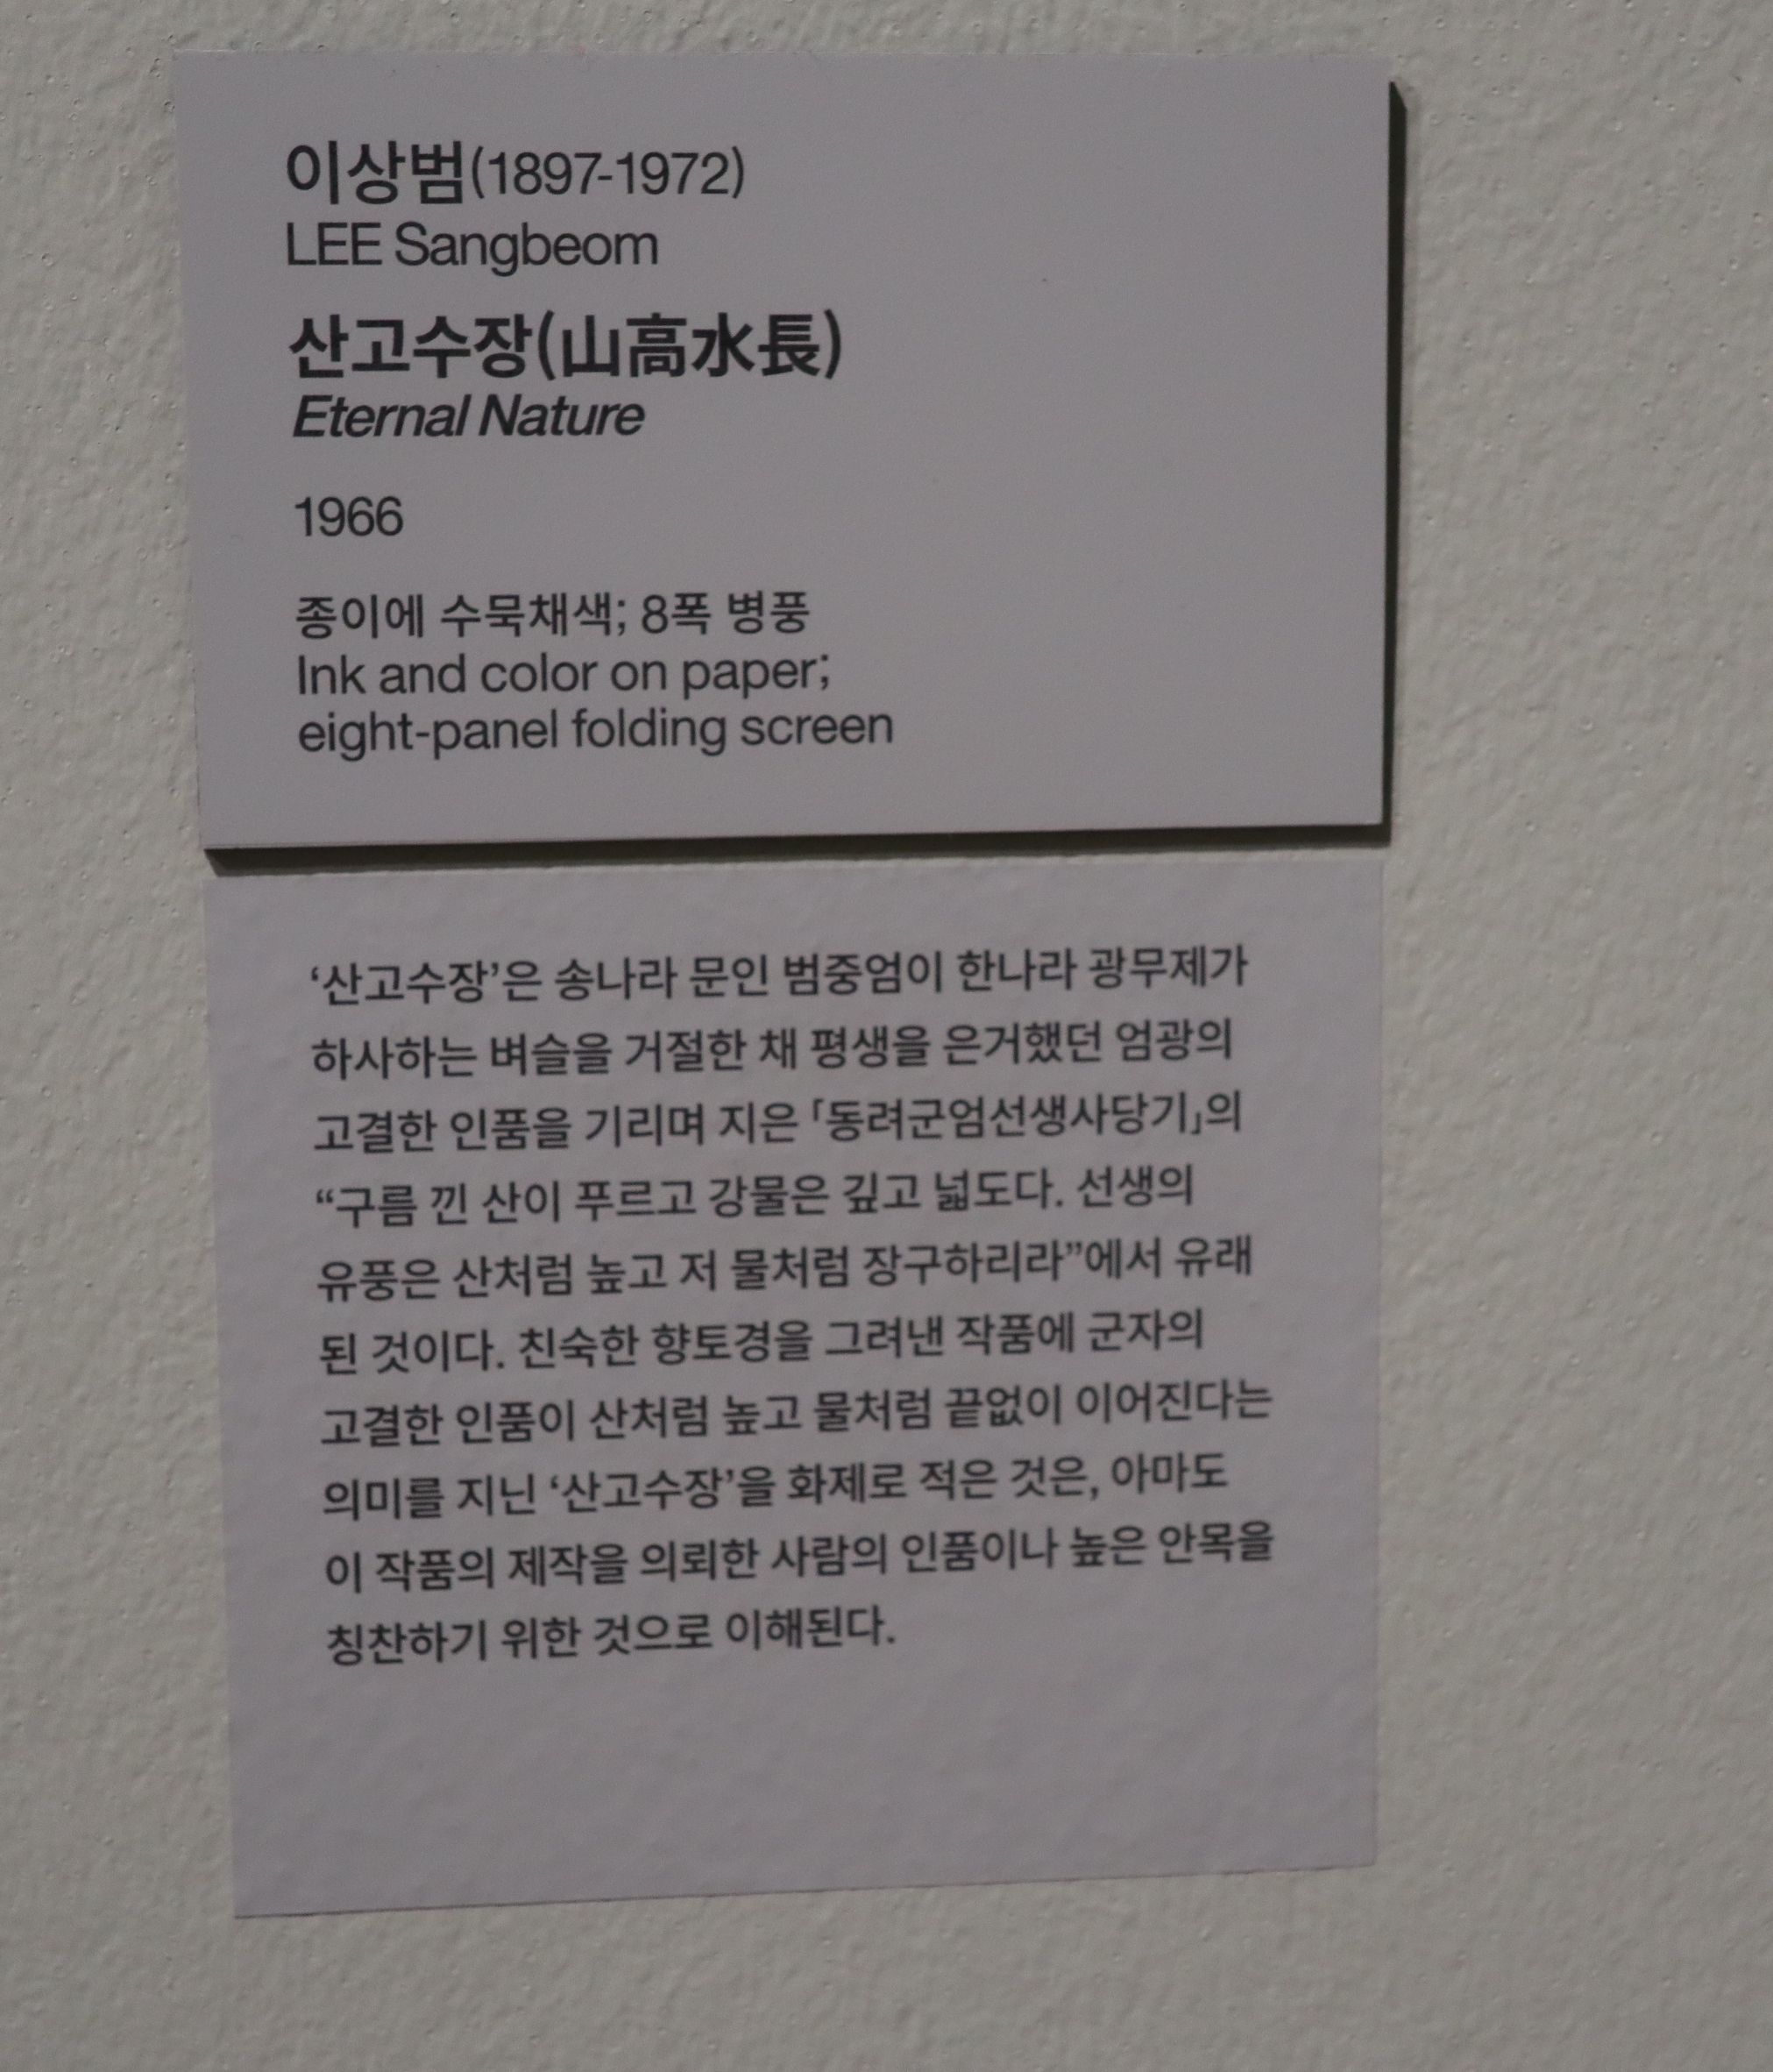 이상범(1897-1972)
LEE Sangbeom
산고수장(山高水長)
Eternal Nature
1966
종이에 수묵채색; 8폭 병풍
Ink and color on paper;
eight-panel folding screen
‘산고수장’은 송나라 문인 범중엄이 한나라 광무제가
하사하는 벼슬을 거절한 채 평생을 은거했던 엄광의
고결한 인품을 기리며 지은 「동려군엄선생사당기」의
“구름 낀 산이 푸르고 강물은 깊고 넓도다. 선생의
유풍은 산처럼 높고 저 물처럼 장구하리라”에서 유래
된 것이다. 친숙한 향토경을 그려낸 작품에 군자의
고결한 인품이 산처럼 높고 물처럼 끝없이 이어진다는
의미를 지닌 ‘산고수장’을 화제로 적은 것은, 아마도
이 작품의 제작을 의뢰한 사람의 인품이나 높은 안목을
칭찬하기 위한 것으로 이해된다.